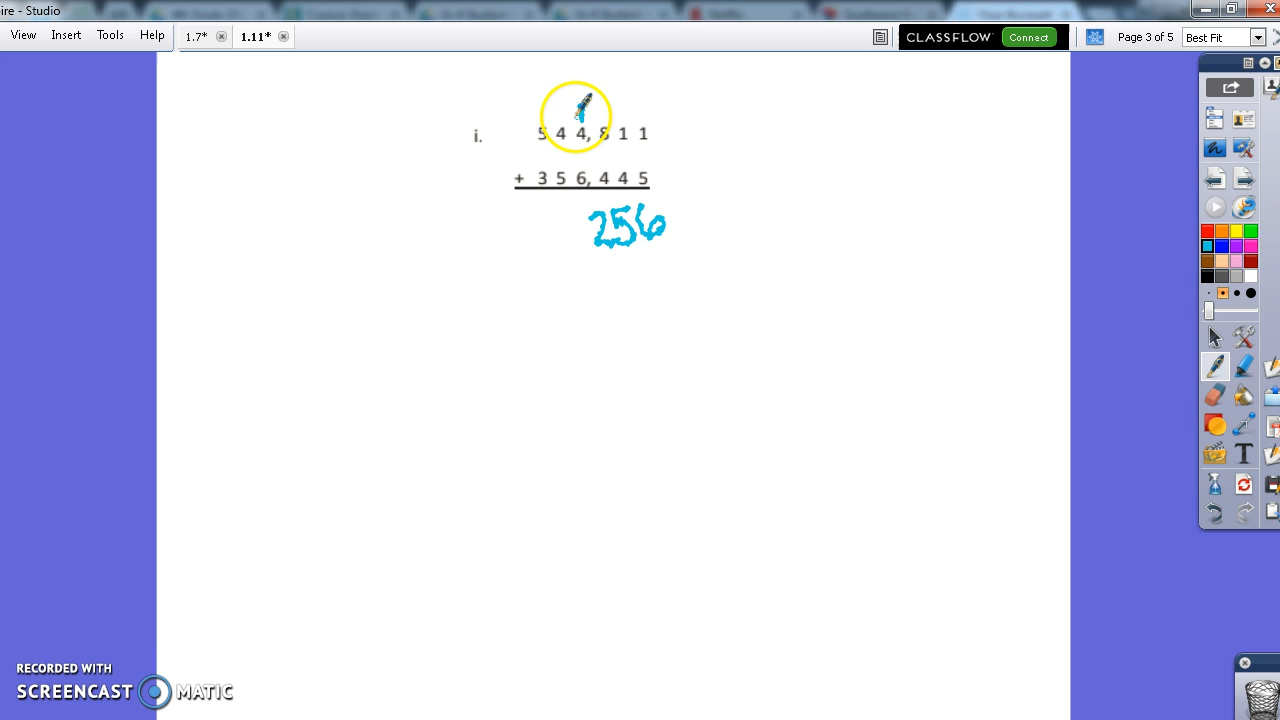 ire - Studio
View Insert Tools Help 1.7* 1.11* CLASSFLOW Connect Page 3 of 5 Best Fit
i. 5 4 4, 8 1 1
+ 3 5 6, 4 4 5
256
RECORDED WITH
SCREENCAST MATIC